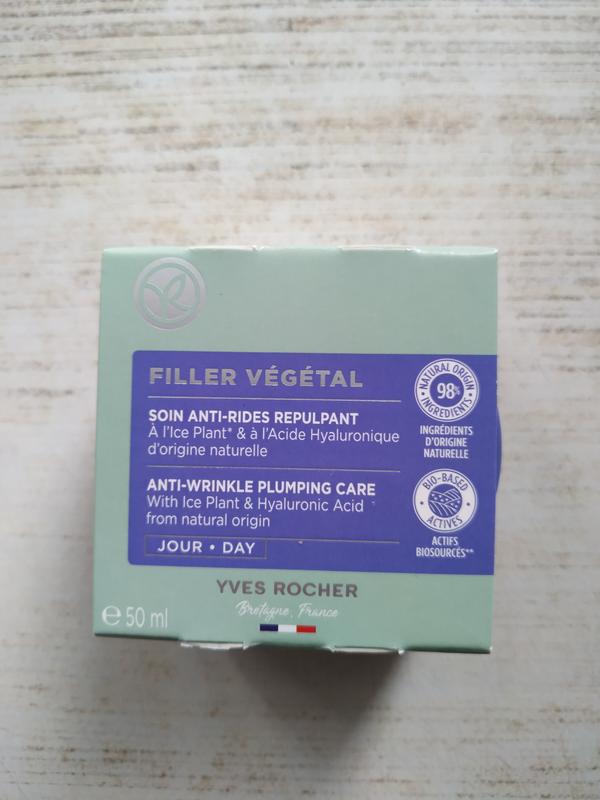 FILLER VÉGÉTAL
SOIN ANTI-RIDES REPULPANT
À l'Ice Plant* & à l'Acide Hyaluronique
d'origine naturelle
ANTI-WRINKLE PLUMPING CARE
With Ice Plant & Hyaluronic Acid
from natural origin
JOUR • DAY
NATURAL ORIGIN
98%
INGREDIENTS
INGRÉDIENTS
D'ORIGINE
NATURELLE
BIO-BASED
ACTIVES
ACTIFS
BIOSOURCÉS**
YVES ROCHER
Bretagne, France
℮ 50 ml